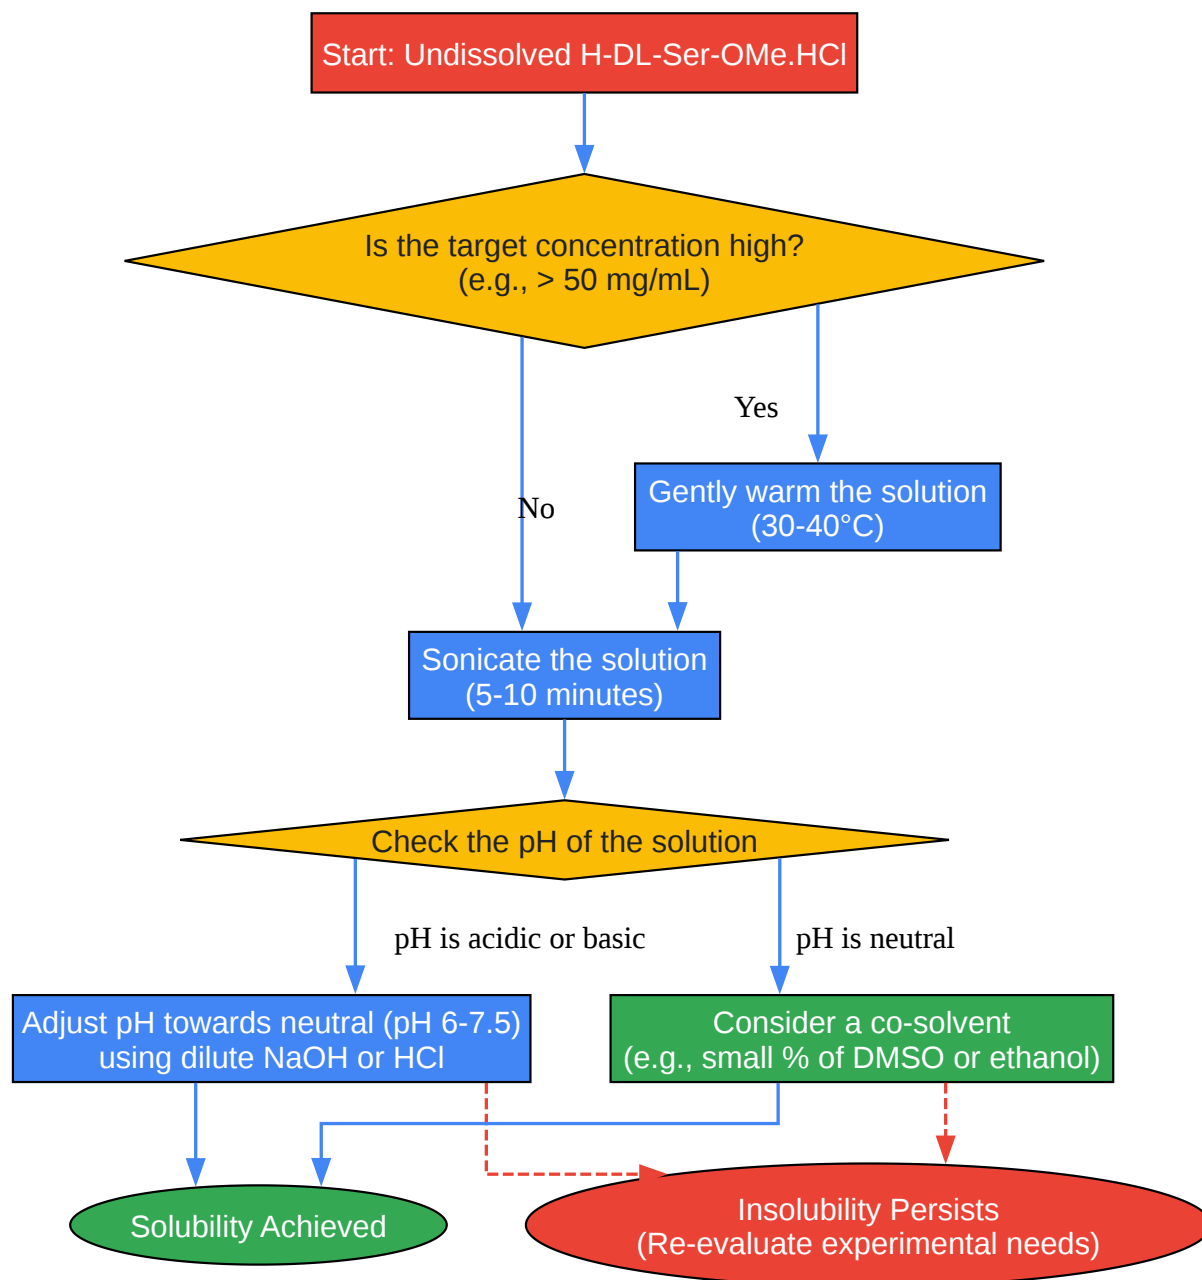 Start: Undissolved H-DL-Ser-OMe.HCl
Is the target concentration high?
(e.g., > 50 mg/mL)
Yes
Gently warm the solution
(30-40°C)
No
Sonicate the solution
(5-10 minutes)
Check the pH of the solution
pH is acidic or basic
pH is neutral
Adjust pH towards neutral (pH 6-7.5)
using dilute NaOH or HCl
Consider a co-solvent
(e.g., small % of DMSO or ethanol)
Solubility Achieved
Insolubility Persists
(Re-evaluate experimental needs)